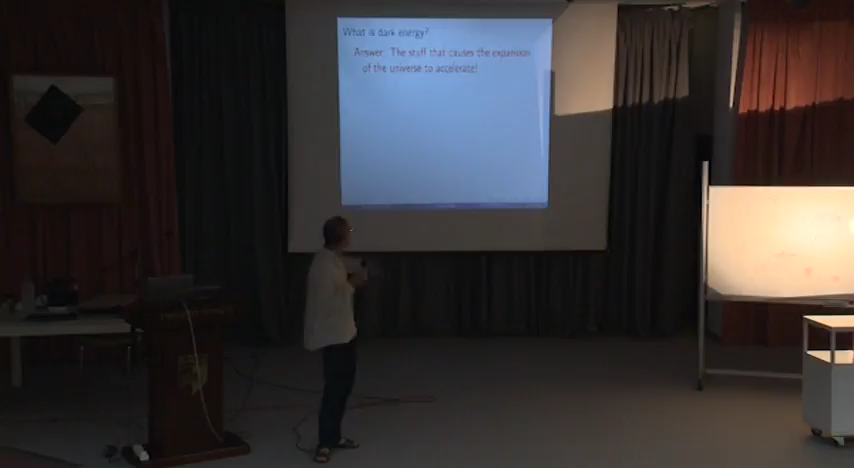 What is dark energy?
Answer: The stuff that causes the expansion
of the universe to accelerate!